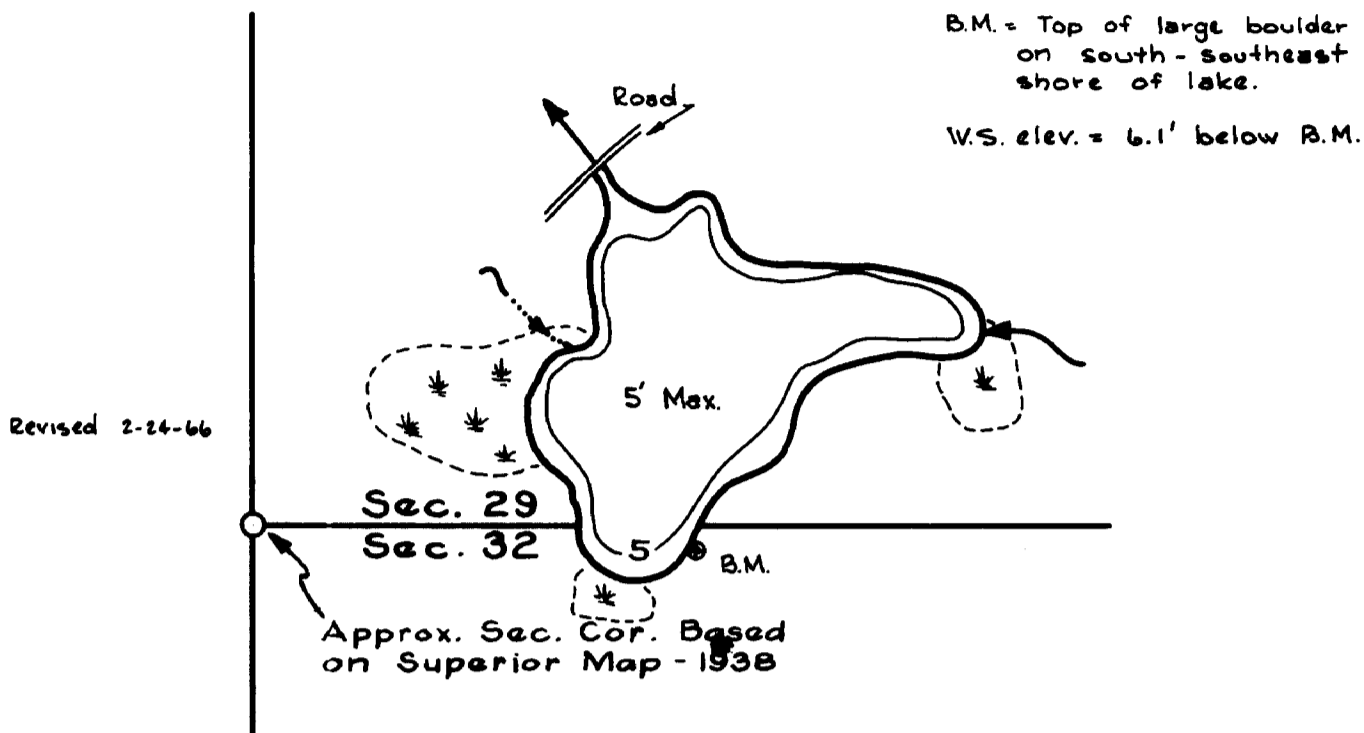 B.M. = Top of large boulder
on south - southeast
shore of lake.
W.S. elev. = 6.1' below B.M.
Road
5' Max.
Revised 2-24-66
Sec. 29
Sec. 32
5
B.M.
Approx. Sec. Cor. Based
on Superior Map - 1938